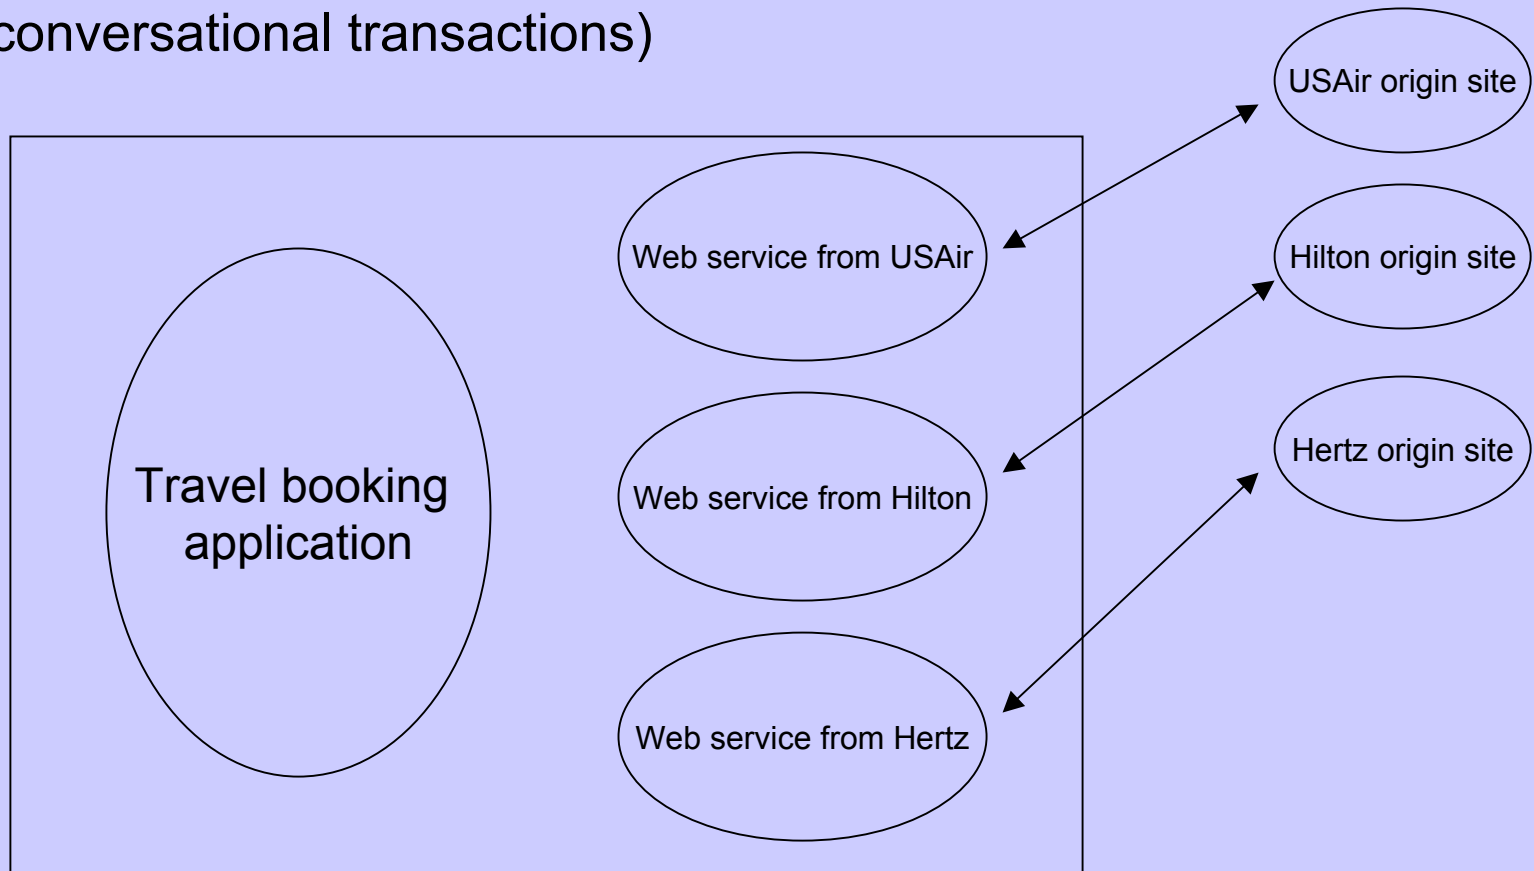 conversational transactions)
USAir origin site
Web service from USAir
Hilton origin site
Travel booking
application
Web service from Hilton
Hertz origin site
Web service from Hertz